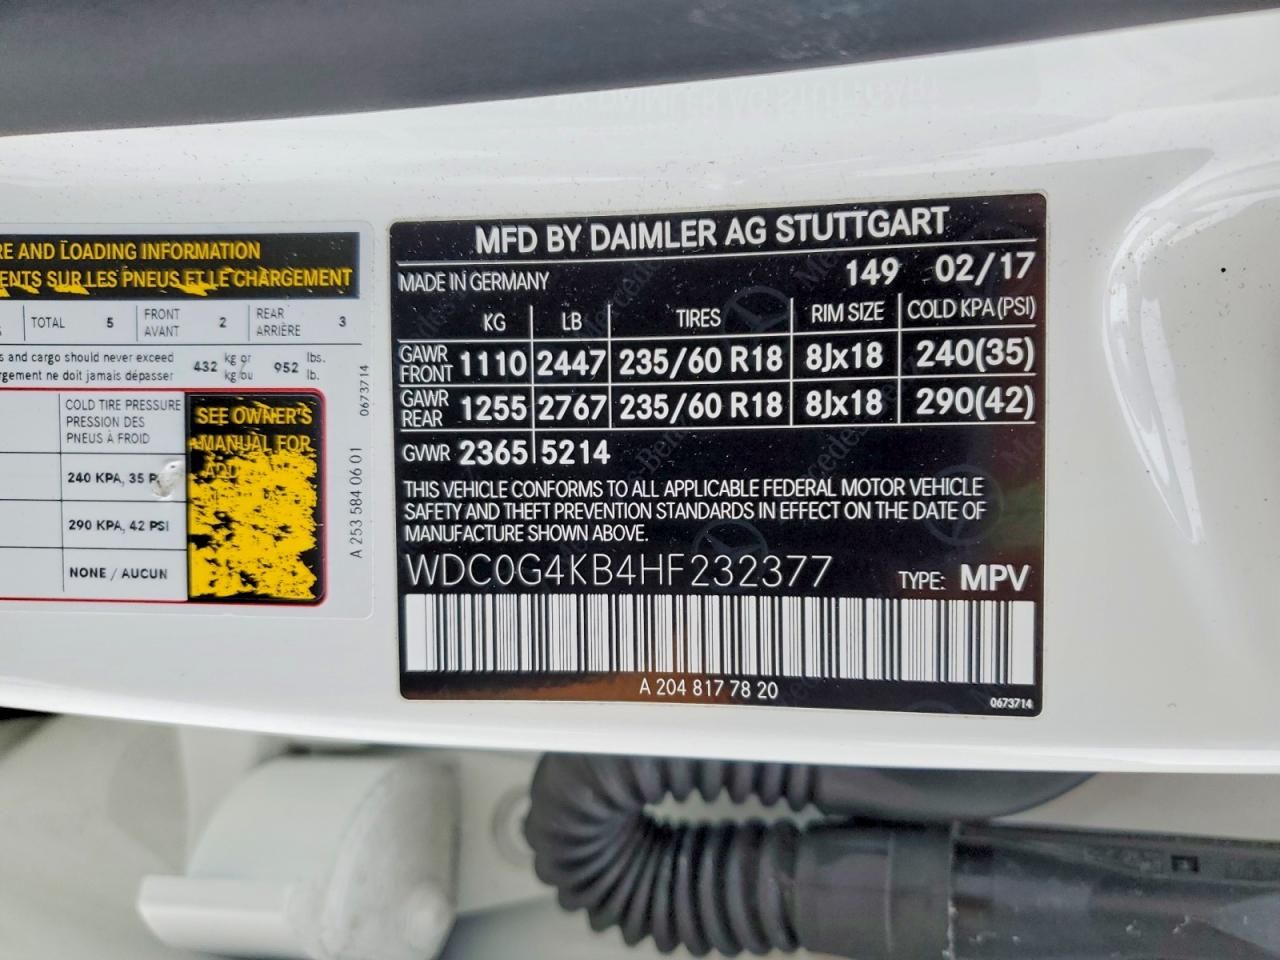 RE AND LOADING INFORMATION
ENTS SUR LES PNEUS ET LE CHARGEMENT
TOTAL 5 FRONT AVANT 2 REAR ARRIÈRE 3
s and cargo should never exceed
rgement ne doit jamais dépasser
432 kg or kg/ou 952 lbs. lb.
COLD TIRE PRESSURE
PRESSION DES
PNEUS À FROID
240 KPA, 35
290 KPA, 42 PSI
NONE / AUCUN
SEE OWNER'S
MANUAL FOR
0673714
A 253 584 06 01
MFD BY DAIMLER AG STUTTGART
MADE IN GERMANY 149 02/17
KG LB TIRES RIM SIZE COLD KPA(PSI)
GAWR FRONT 1110 2447 235/60 R18 8Jx18 240(35)
GAWR REAR 1255 2767 235/60 R18 8Jx18 290(42)
GVWR 2365 5214
THIS VEHICLE CONFORMS TO ALL APPLICABLE FEDERAL MOTOR VEHICLE
SAFETY AND THEFT PREVENTION STANDARDS IN EFFECT ON THE DATE OF
MANUFACTURE SHOWN ABOVE.
WDC0G4KB4HF232377 TYPE: MPV
A 204 817 78 20
0673714